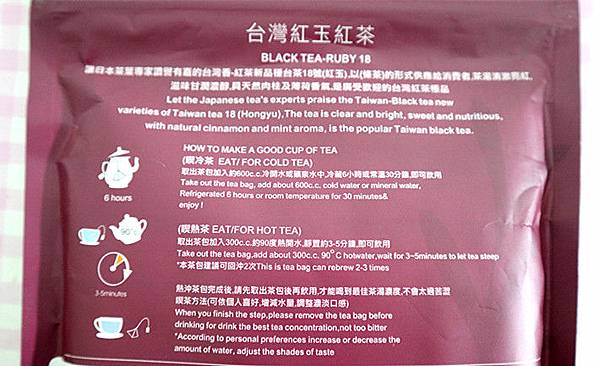 台灣紅玉紅茶
BLACK TEA-RUBY 18
讓日本茶葉專家讚譽有嘉的台灣香-紅茶新品種台茶18號(紅玉),以(條茶)的形式供應給消費者,茶湯清澈亮紅,
滋味甘潤濃醇,具天然肉桂及薄荷香氣,是廣受歡迎的台灣紅茶極品
Let the Japanese tea's experts praise the Taiwan-Black tea new
varieties of Taiwan tea 18 (Hongyu),The tea is clear and bright, sweet and nutritious,
with natural cinnamon and mint aroma, is the popular Taiwan black tea.
HOW TO MAKE A GOOD CUP OF TEA
(喫冷茶 EAT/FOR COLD TEA)
取出茶包加入約600c.c.冷開水或礦泉水中,冷藏6小時或常溫30分鐘,即可飲用
Take out the tea bag, add about 600c.c. cold water or mineral water,
Refrigerated 6 hours or room temperature for 30 minutes&
enjoy !
6 hours
(喫熱茶 EAT/FOR HOT TEA)
90°c
取出茶包加入300c.c.約90度熱開水,靜置約3-5分鐘,即可飲用
Take out the tea bag,add about 300c.c. 90°C hotwater,wait for 3~5minutes to let tea steep
*本茶包建議可回沖2次This is tea bag can rebrew 2-3 times
3-5minutes
熱沖茶包完成後,請先取出茶包後再飲用,才能喝到最佳茶湯濃度,不會太過苦澀
喫茶方法(可依個人喜好,增減水量,調整濃淡口感)
When you finish the step,please remove the tea bag before
drinking for drink the best tea concentration,not too bitter
*According to personal preferences increase or decrease the
amount of water, adjust the shades of taste